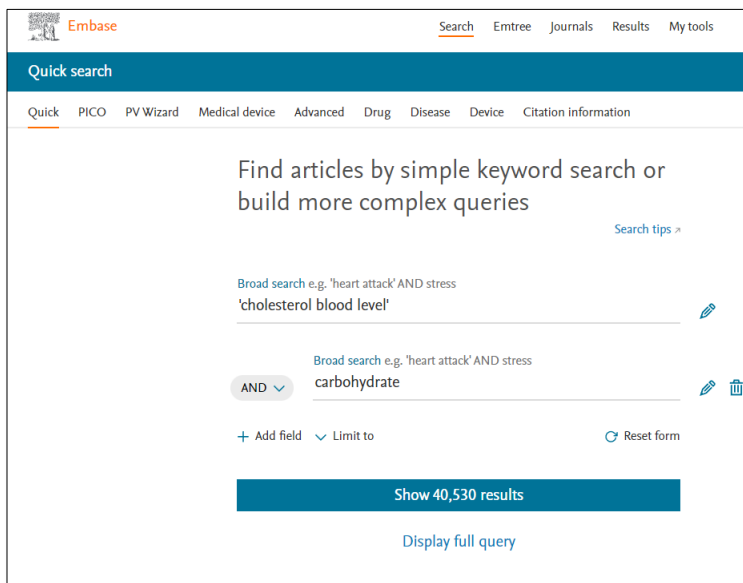 Embase
Search Emtree Journals Results My tools
Quick search
Quick PICO PV Wizard Medical device Advanced Drug Disease Device Citation information
Find articles by simple keyword search or
build more complex queries
Search tips ↗
Broad search e.g. 'heart attack' AND stress
'cholesterol blood level'
Broad search e.g. 'heart attack' AND stress
AND carbohydrate
+ Add field Limit to Reset form
Show 40,530 results
Display full query